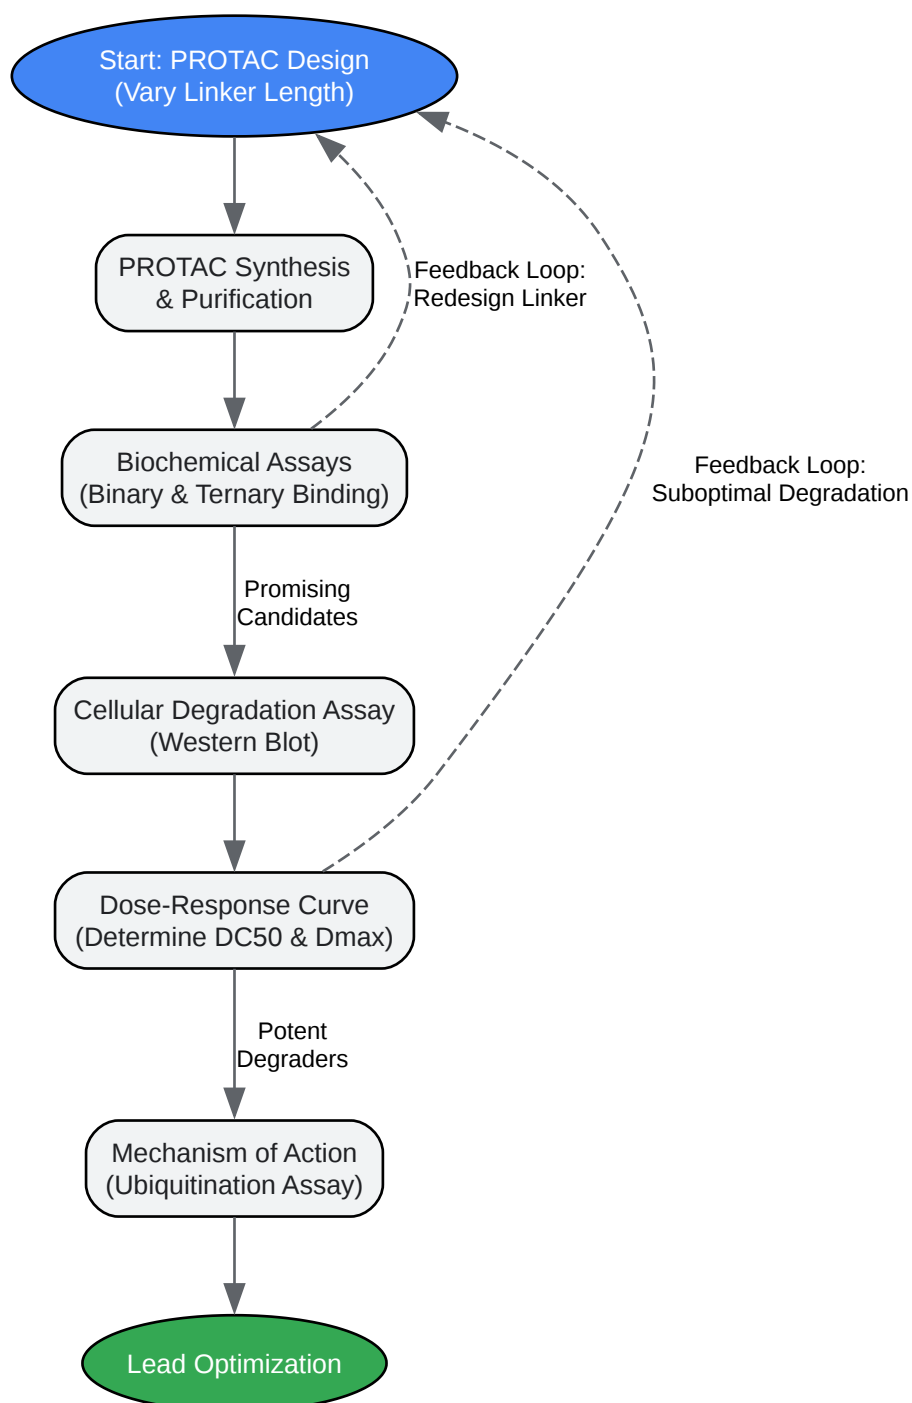 Start: PROTAC Design
(Vary Linker Length)
PROTAC Synthesis
& Purification
Feedback Loop:
Redesign Linker
Biochemical Assays
(Binary & Ternary Binding)
Feedback Loop:
Suboptimal Degradation
Promising
Candidates
Cellular Degradation Assay
(Western Blot)
Dose-Response Curve
(Determine DC50 & Dmax)
Potent
Degraders
Mechanism of Action
(Ubiquitination Assay)
Lead Optimization